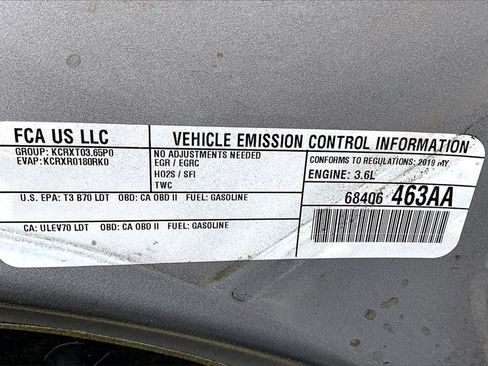 FCA US LLC
GROUP: KCRXT03.65P0
EVAP: KCRXR0180RK0
VEHICLE EMISSION CONTROL INFORMATION
NO ADJUSTMENTS NEEDED
EGR / EGRC
HO2S / SFI
TWC
CONFORMS TO REGULATIONS: 2019 MY
ENGINE: 3.6L
U.S. EPA: T3 B70 LDT OBD: CA OBD II FUEL: GASOLINE
68406 463AA
CA: ULEV70 LDT OBD: CA OBD II FUEL: GASOLINE